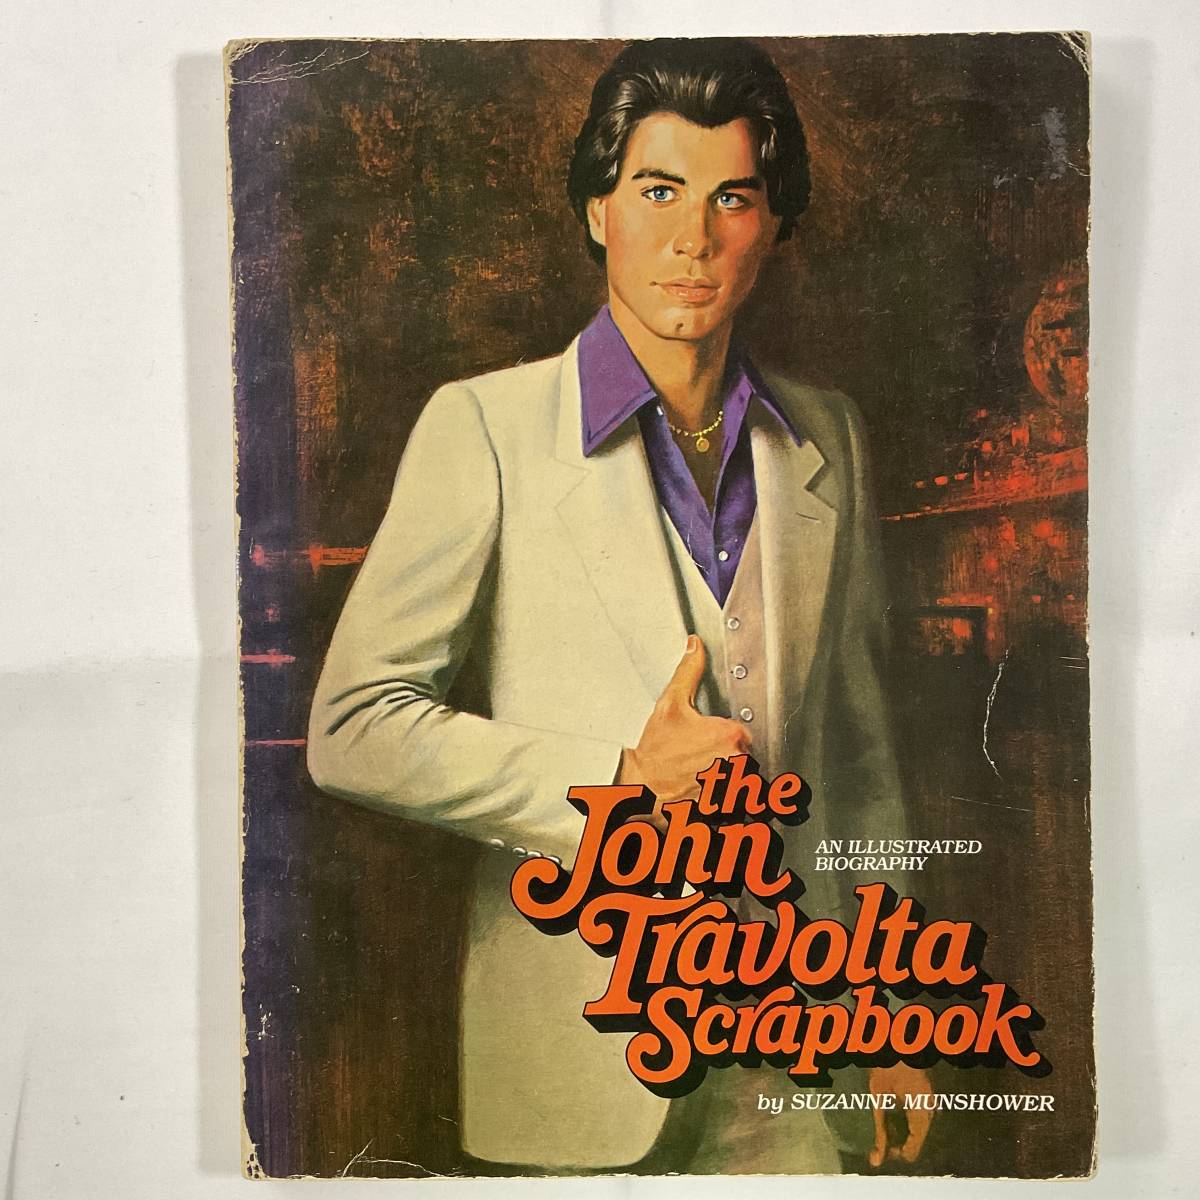 the
John
Travolta
Scrapbook
AN ILLUSTRATED
BIOGRAPHY
by SUZANNE MUNSHOWER